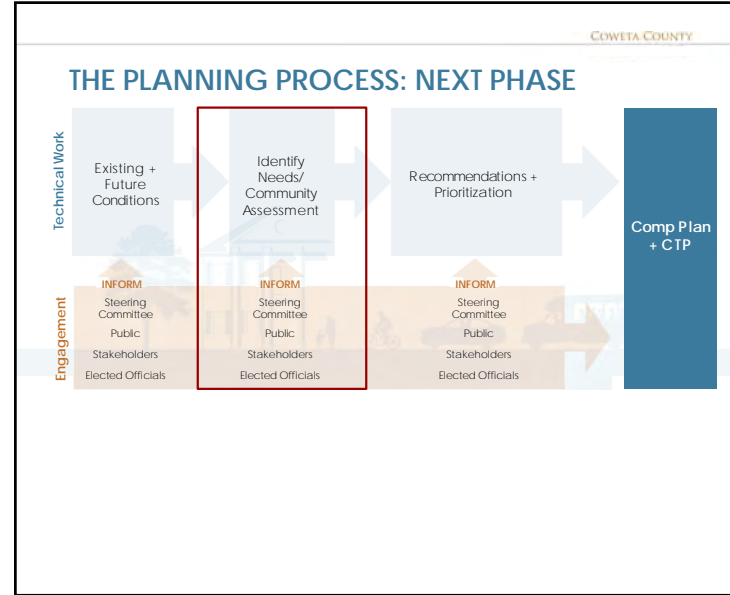 COWETA COUNTY
THE PLANNING PROCESS: NEXT PHASE
Technical Work
Existing +
Future
Conditions
Identify
Needs/
Community
Assessment
Recommendations +
Prioritization
Comp Plan
+ CTP
Engagement
INFORM
Steering
Committee
Public
Stakeholders
Elected Officials
INFORM
Steering
Committee
Public
Stakeholders
Elected Officials
INFORM
Steering
Committee
Public
Stakeholders
Elected Officials